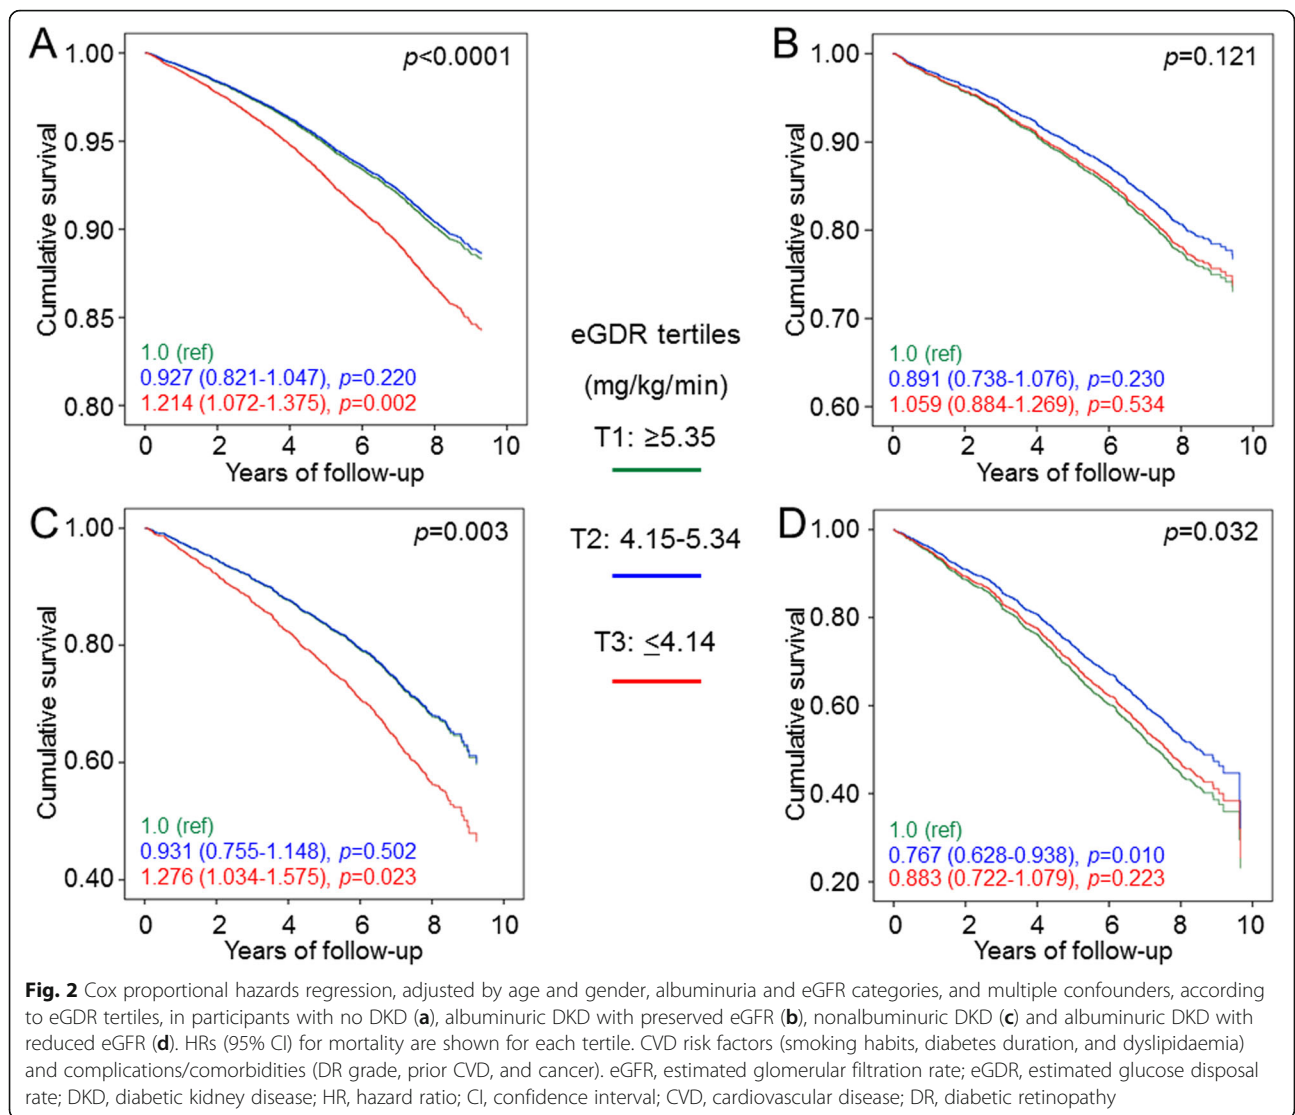 A
p<0.0001
1.00
0.95
0.90
0.85
0.80
Cumulative survival
1.0 (ref)
0.927 (0.821-1.047), p=0.220
1.214 (1.072-1.375), p=0.002
0 2 4 6 8 10
Years of follow-up
B
p=0.121
1.00
0.90
0.80
0.70
0.60
Cumulative survival
1.0 (ref)
0.891 (0.738-1.076), p=0.230
1.059 (0.884-1.269), p=0.534
0 2 4 6 8 10
Years of follow-up
eGDR tertiles
(mg/kg/min)
T1: ≥5.35
T2: 4.15-5.34
T3: ≤4.14
C
p=0.003
1.00
0.80
0.60
0.40
Cumulative survival
1.0 (ref)
0.931 (0.755-1.148), p=0.502
1.276 (1.034-1.575), p=0.023
0 2 4 6 8 10
Years of follow-up
D
p=0.032
1.00
0.80
0.60
0.40
0.20
Cumulative survival
1.0 (ref)
0.767 (0.628-0.938), p=0.010
0.883 (0.722-1.079), p=0.223
0 2 4 6 8 10
Years of follow-up
Fig. 2 Cox proportional hazards regression, adjusted by age and gender, albuminuria and eGFR categories, and multiple confounders, according
to eGDR tertiles, in participants with no DKD (a), albuminuric DKD with preserved eGFR (b), nonalbuminuric DKD (c) and albuminuric DKD with
reduced eGFR (d). HRs (95% CI) for mortality are shown for each tertile. CVD risk factors (smoking habits, diabetes duration, and dyslipidaemia)
and complications/comorbidities (DR grade, prior CVD, and cancer). eGFR, estimated glomerular filtration rate; eGDR, estimated glucose disposal
rate; DKD, diabetic kidney disease; HR, hazard ratio; CI, confidence interval; CVD, cardiovascular disease; DR, diabetic retinopathy